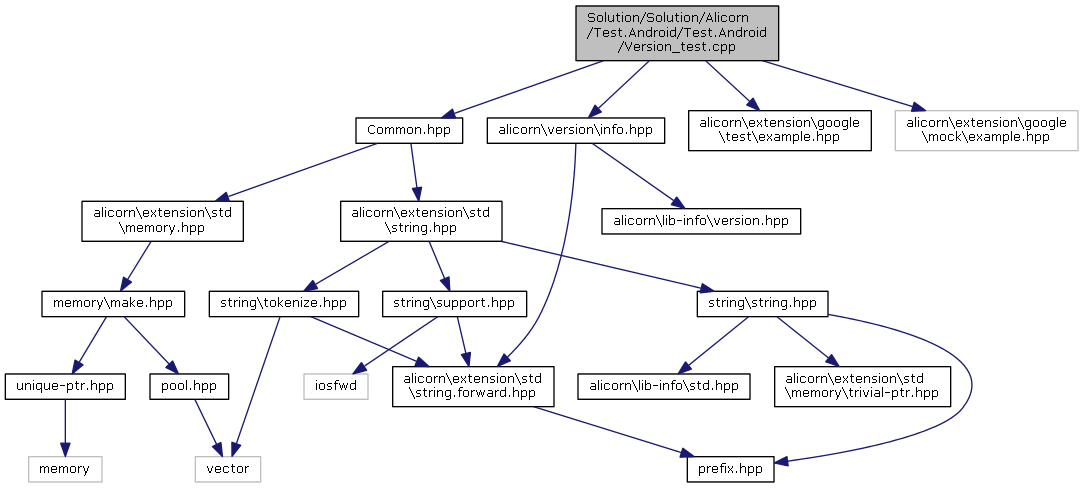 Solution/Solution/Alicorn
/Test.Android/Test.Android
/Version_test.cpp
Common.hpp
alicorn\version\info.hpp
alicorn\extension\google
\test\example.hpp
alicorn\extension\google
\mock\example.hpp
alicorn\extension\std
\memory.hpp
alicorn\extension\std
\string.hpp
alicorn\lib-info\version.hpp
memory\make.hpp
string\tokenize.hpp
string\support.hpp
string\string.hpp
unique-ptr.hpp
pool.hpp
iosfwd
alicorn\extension\std
\string.forward.hpp
alicorn\lib-info\std.hpp
alicorn\extension\std
\memory\trivial-ptr.hpp
memory
vector
prefix.hpp